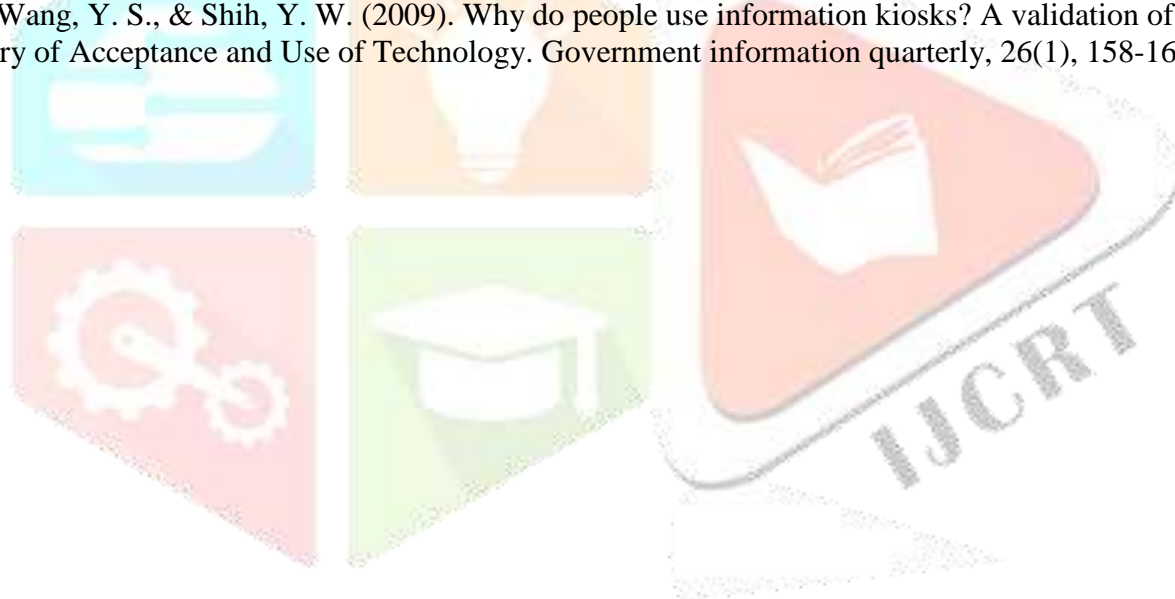 Wang, Y. S., & Shih, Y. W. (2009). Why do people use information kiosks? A validation of
ry of Acceptance and Use of Technology. Government information quarterly, 26(1), 158-16
IJCRT